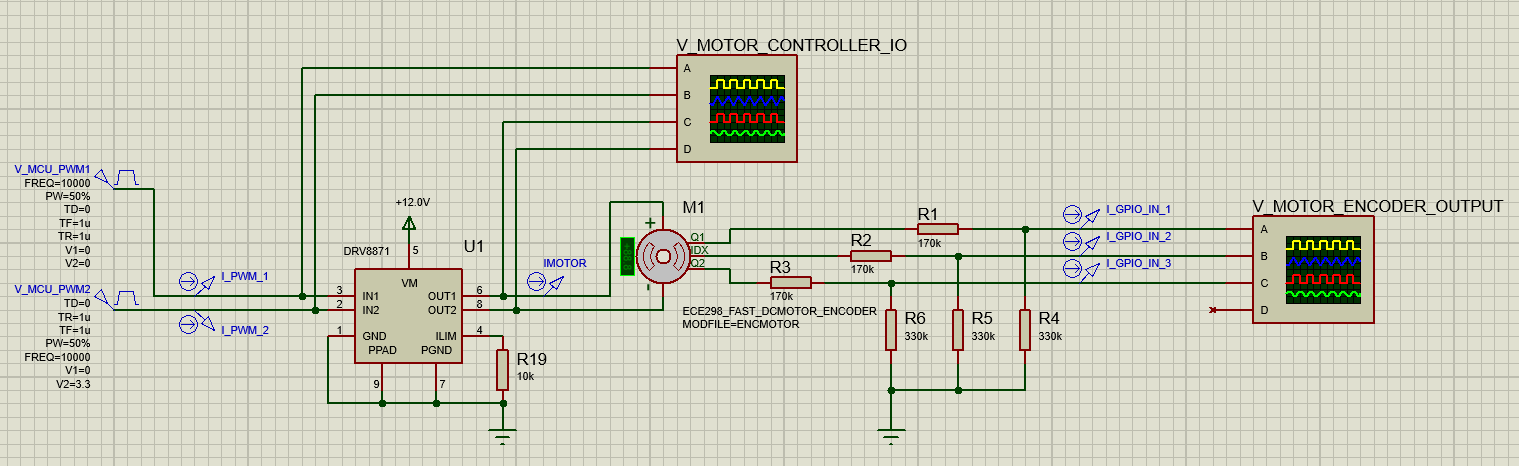 V_MOTOR_CONTROLLER_IO
A
B
C
D
V_MCU_PWM1
FREQ=10000
PW=50%
TD=0
TF=1u
TR=1u
V1=0
V2=0
V_MCU_PWM2
TD=0
TR=1u
TF=1u
PW=50%
FREQ=10000
V1=0
V2=3.3
I_PWM_1
I_PWM_2
+12.0V
DRV8871
U1
5
VM
3
IN1
OUT1
6
2
IN2
OUT2
8
1
GND
ILIM
4
PPAD
PGND
9
7
R19
10k
IMOTOR
M1
+
-
Q1
IDX
Q2
ECE298_FAST_DCMOTOR_ENCODER
MODFILE=ENCMOTOR
R1
170k
R2
170k
R3
170k
R6
330k
R5
330k
R4
330k
I_GPIO_IN_1
I_GPIO_IN_2
I_GPIO_IN_3
V_MOTOR_ENCODER_OUTPUT
A
B
C
D